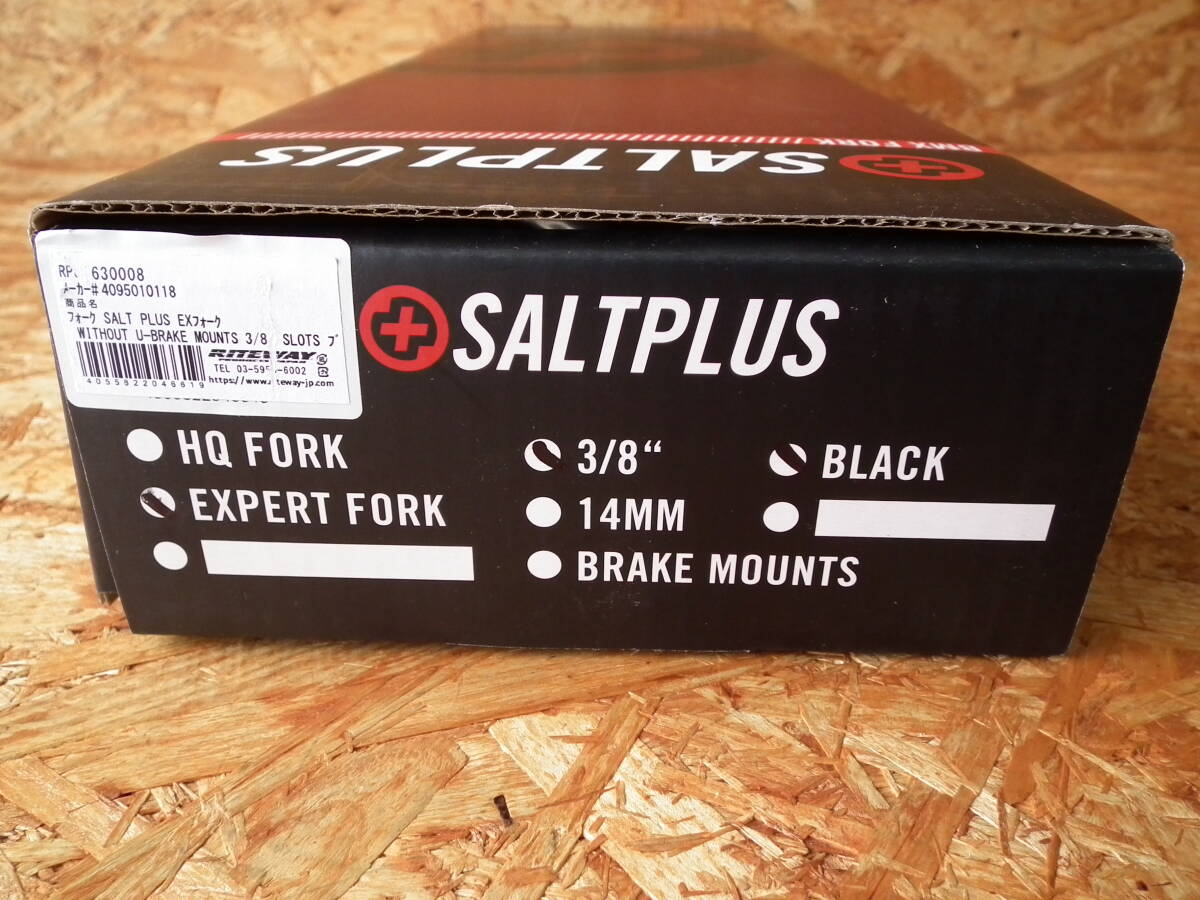 BMX FORK
SALTPLUS
630008
メーカー# 4095010118
商品名
フォーク SALT PLUS EXフォーク
WITHOUT U-BRAKE MOUNTS 3/8 SLOTS ブ
RITEWAY
TEL 03-595 -6002
4055822046619
https://www.riteway-jp.com
SALTPLUS
HQ FORK
EXPERT FORK
3/8“
14MM
BRAKE MOUNTS
BLACK